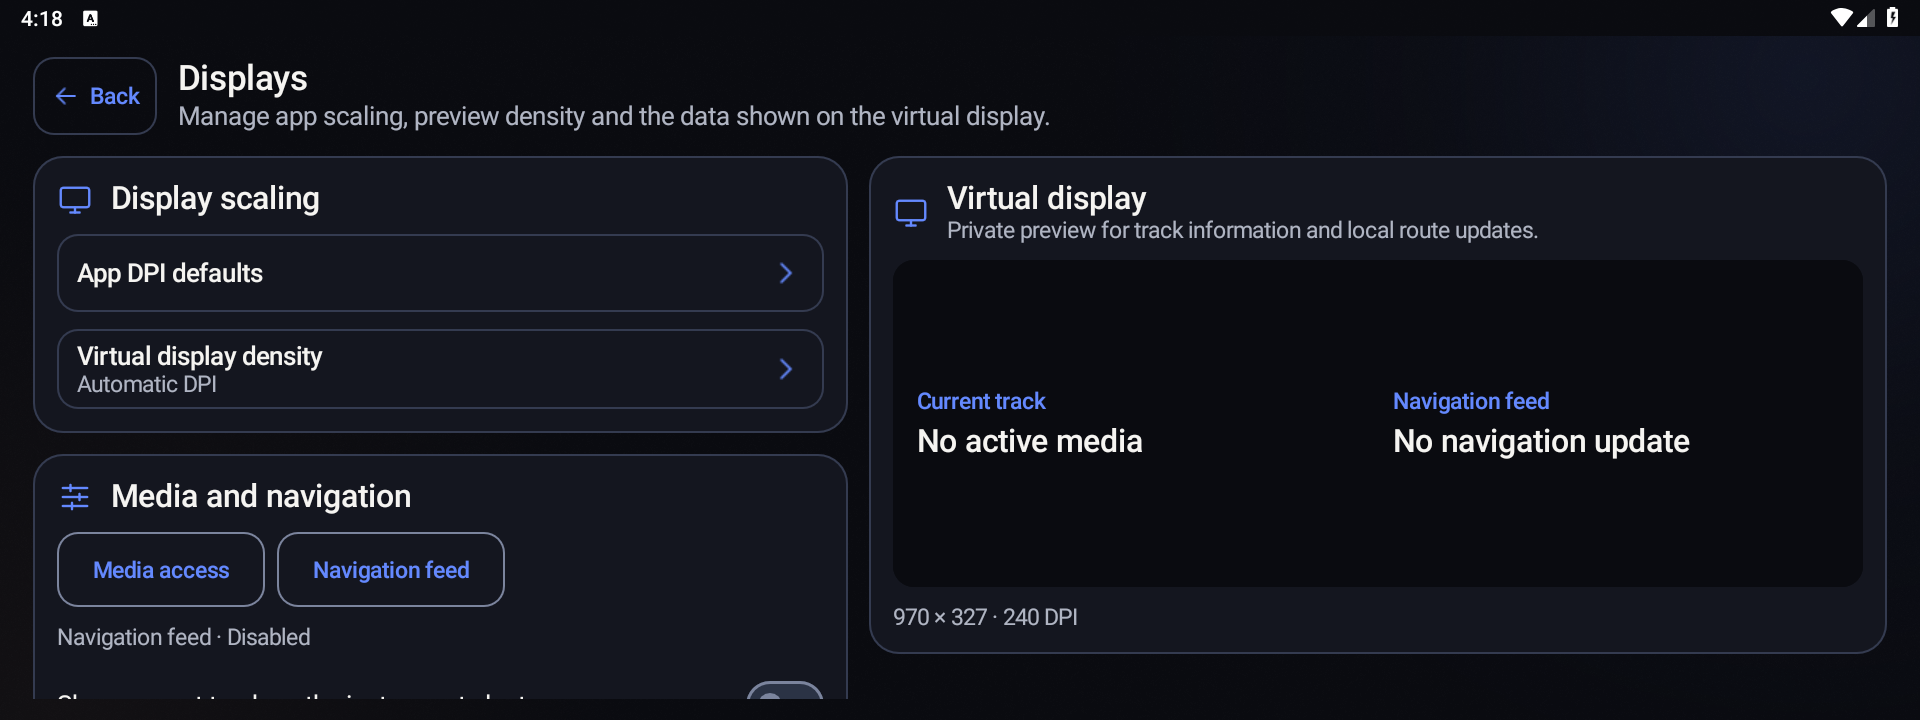 4:18
A
Back
Displays
Manage app scaling, preview density and the data shown on the virtual display.
Display scaling
App DPI defaults
Virtual display density
Automatic DPI
Media and navigation
Media access
Navigation feed
Navigation feed · Disabled
Virtual display
Private preview for track information and local route updates.
Current track
No active media
Navigation feed
No navigation update
970 × 327 · 240 DPI